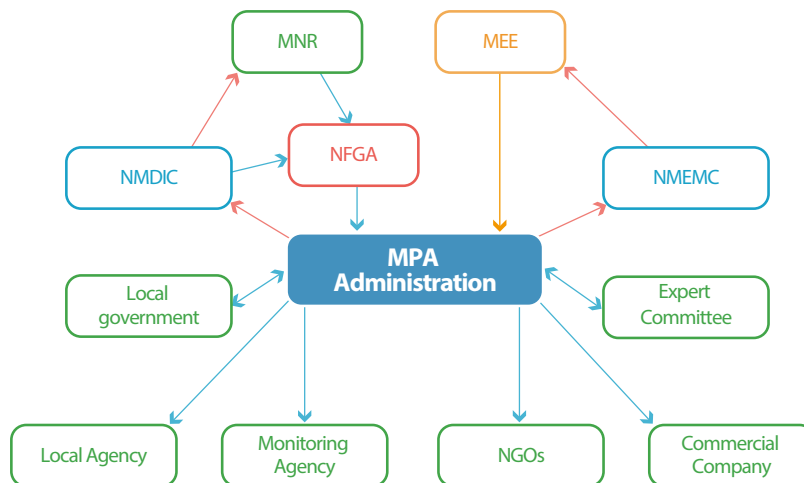 MNR
MEE
NFGA
NMDIC
NMEMC
MPA
Administration
Local
government
Expert
Committee
Local Agency
Monitoring
Agency
NGOs
Commercial
Company